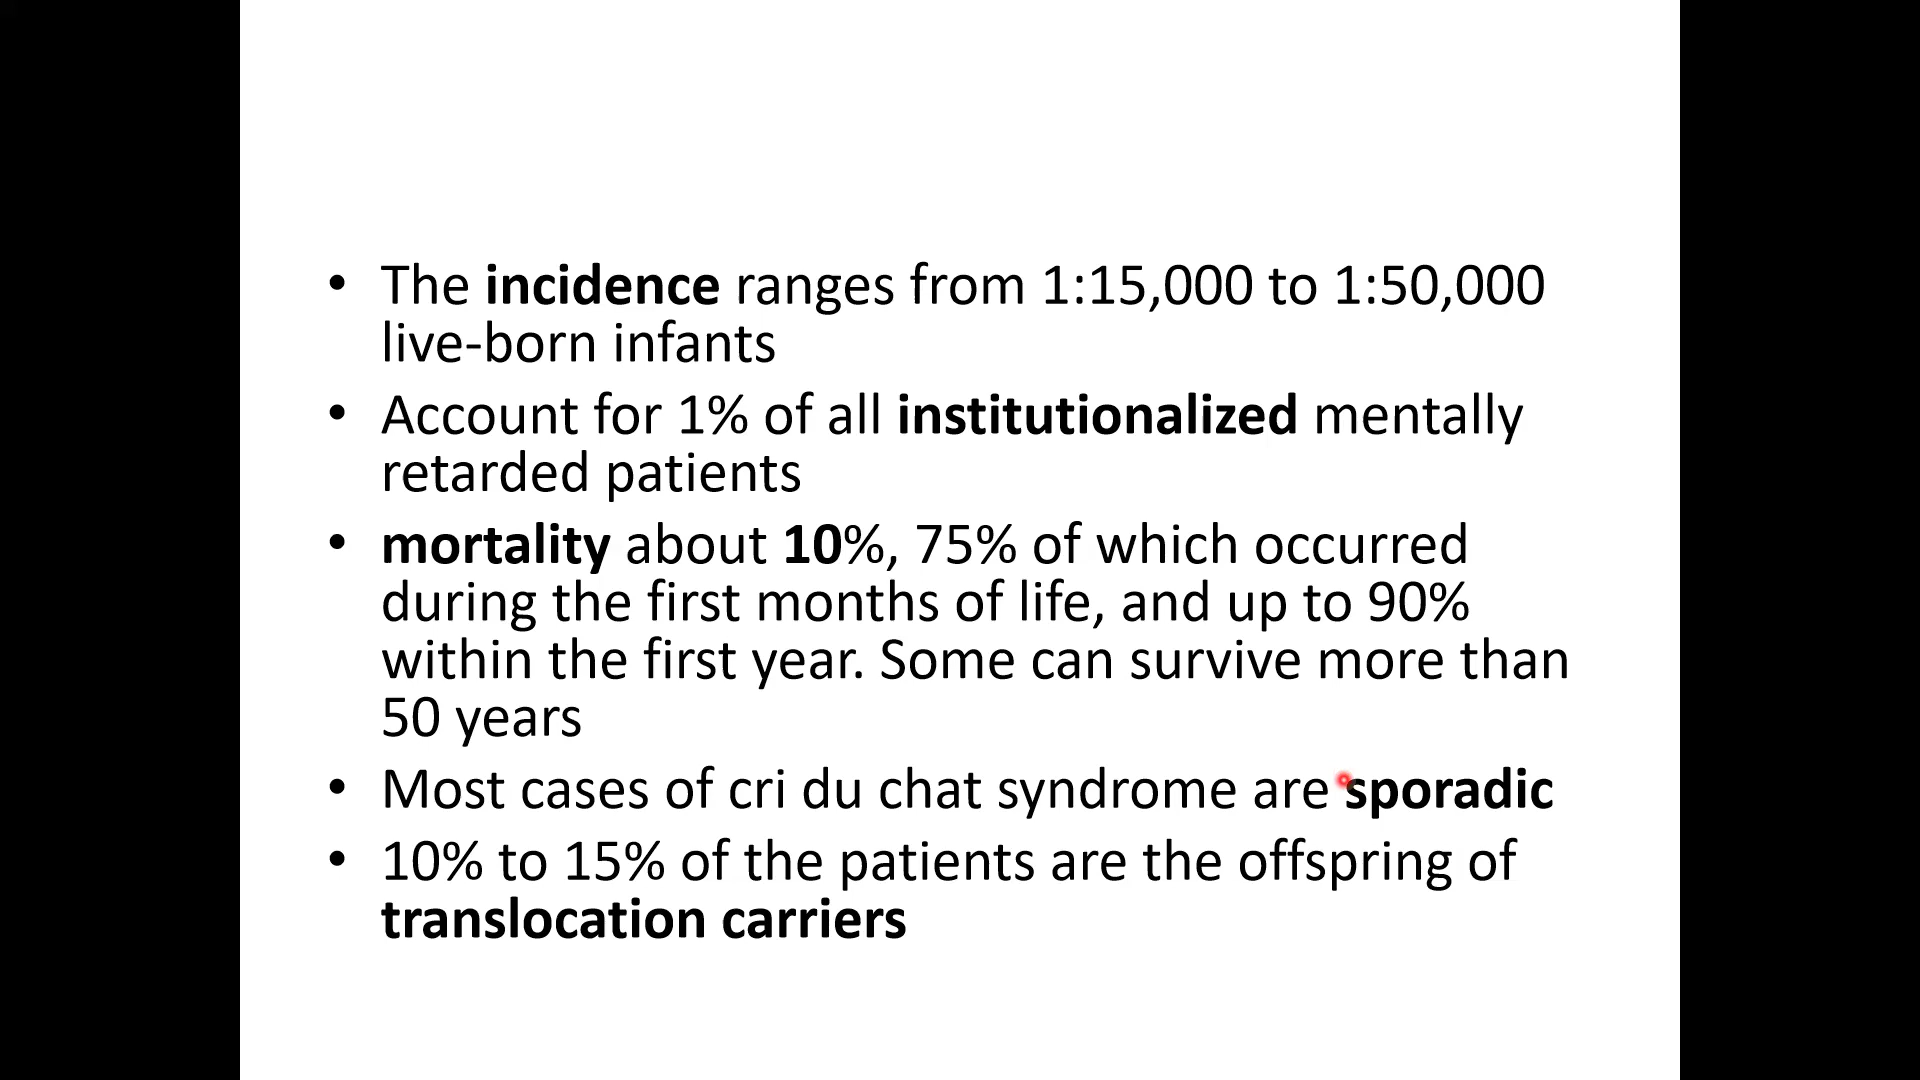 • The incidence ranges from 1:15,000 to 1:50,000
live-born infants
• Account for 1% of all institutionalized mentally
retarded patients
• mortality about 10%, 75% of which occurred
during the first months of life, and up to 90%
within the first year. Some can survive more than
50 years
• Most cases of cri du chat syndrome are sporadic
• 10% to 15% of the patients are the offspring of
translocation carriers